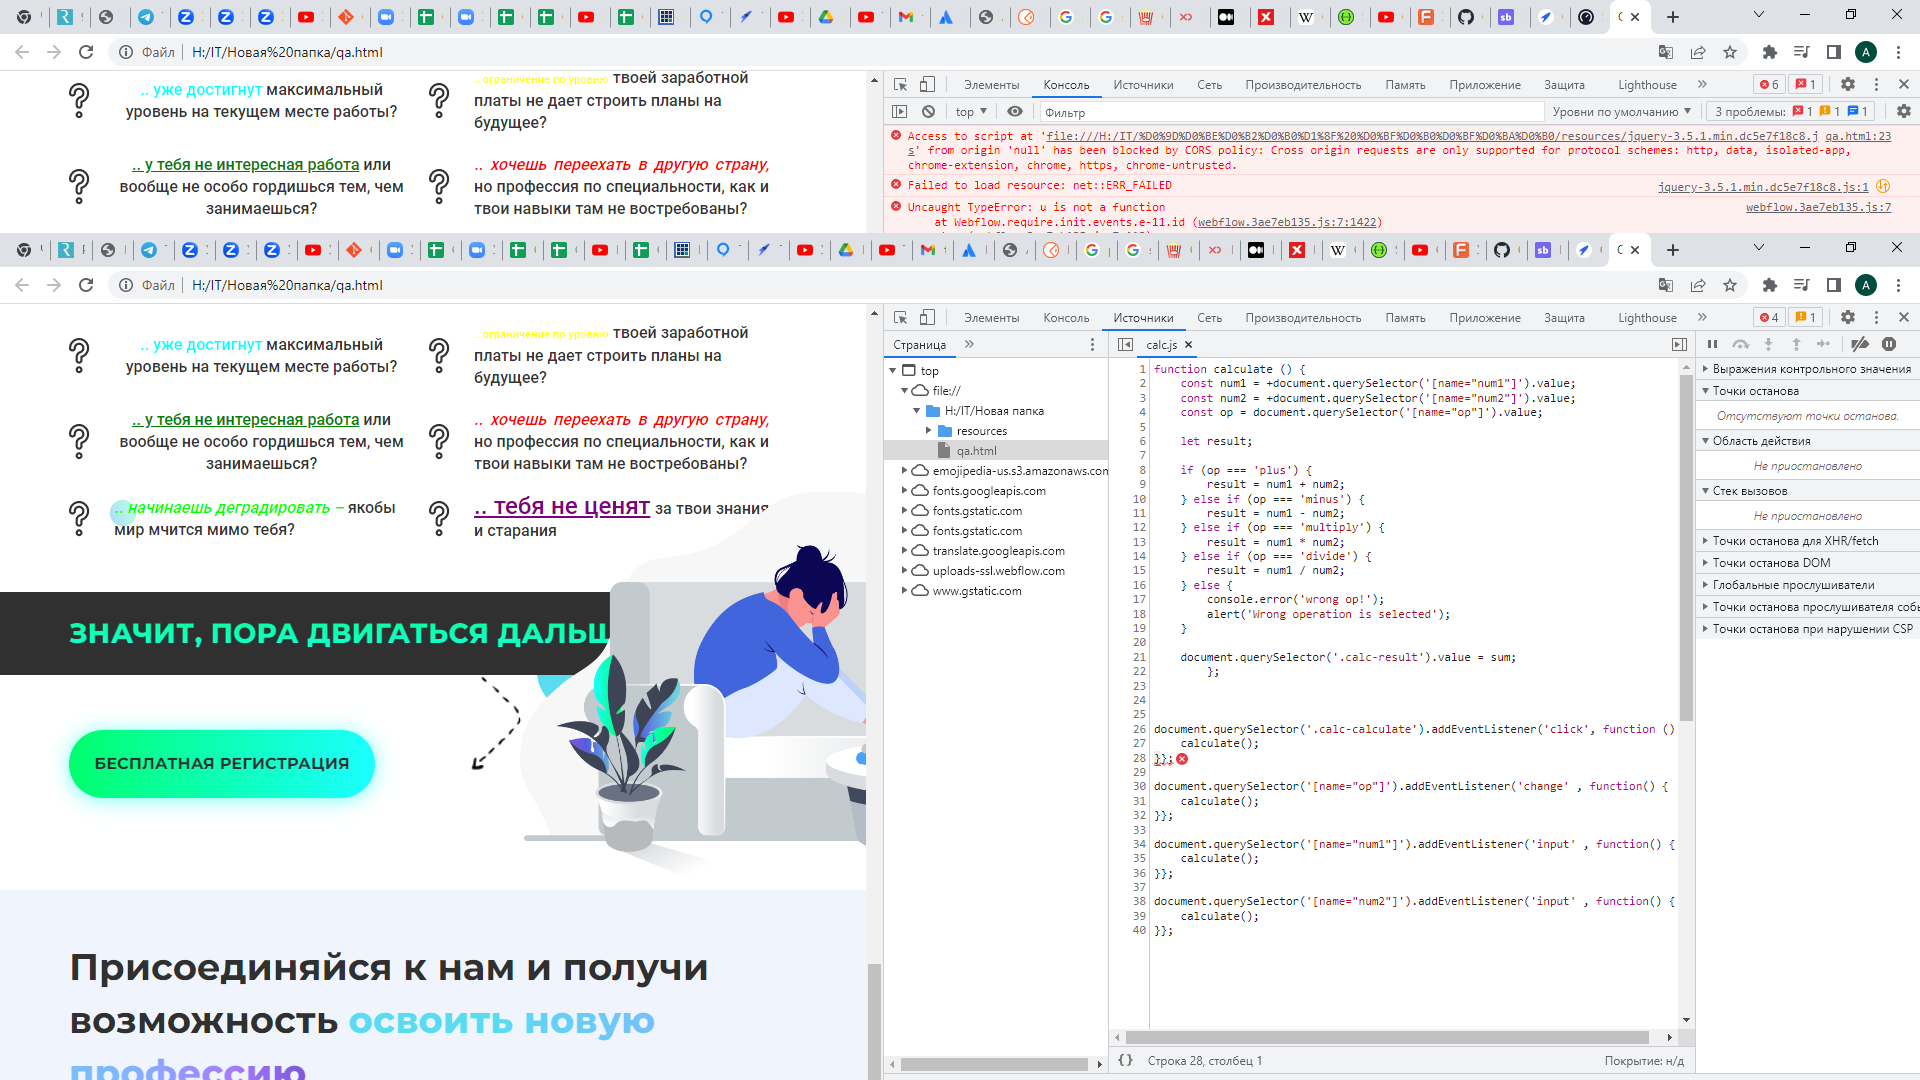 Файл
H:/IT/Новая%20папка/qa.html
.. уже достигнут максимальный
уровень на текущем месте работы?
.. ограничение по уровню твоей заработной
платы не дает строить планы на
будущее?
.. у тебя не интересная работа или
вообще не особо гордишься тем, чем
занимаешься?
.. хочешь переехать в другую страну,
но профессия по специальности, как и
твои навыки там не востребованы?
Элементы
Консоль
Источники
Сеть
Производительность
Память
Приложение
Защита
Lighthouse
6
1
top
Фильтр
Уровни по умолчанию
3 проблемы: 1 1 1
Access to script at 'file:///H:/IT/%D0%9D%D0%BE%D0%B2%D0%B0%D1%8F%20%D0%BF%D0%B0%D0%BF%D0%BA%D0%B0/resources/jquery-3.5.1.min.dc5e7f18c8.j qa.html:23
s' from origin 'null' has been blocked by CORS policy: Cross origin requests are only supported for protocol schemes: http, data, isolated-app,
chrome-extension, chrome, https, chrome-untrusted.
Failed to load resource: net::ERR_FAILED
jquery-3.5.1.min.dc5e7f18c8.js:1
Uncaught TypeError: u is not a function
webflow.3ae7eb135.js:7
at Webflow.require.init.events.e-11.id (webflow.3ae7eb135.js:7:1422)
Файл
H:/IT/Новая%20папка/qa.html
.. уже достигнут максимальный
уровень на текущем месте работы?
.. ограничение по уровню твоей заработной
платы не дает строить планы на
будущее?
.. у тебя не интересная работа или
вообще не особо гордишься тем, чем
занимаешься?
.. хочешь переехать в другую страну,
но профессия по специальности, как и
твои навыки там не востребованы?
.. начинаешь деградировать – якобы
мир мчится мимо тебя?
.. тебя не ценят за твои знания
и старания
ЗНАЧИТ, ПОРА ДВИГАТЬСЯ ДАЛЬШ
БЕСПЛАТНАЯ РЕГИСТРАЦИЯ
Присоединяйся к нам и получи
возможность освоить новую
профессию
Элементы
Консоль
Источники
Сеть
Производительность
Память
Приложение
Защита
Lighthouse
4
1
Страница
top
file://
H:/IT/Новая папка
resources
qa.html
emojipedia-us.s3.amazonaws.com
fonts.googleapis.com
fonts.gstatic.com
fonts.gstatic.com
translate.googleapis.com
uploads-ssl.webflow.com
www.gstatic.com
calc.js
1 function calculate () {
2 const num1 = +document.querySelector('[name="num1"]').value;
3 const num2 = +document.querySelector('[name="num2"]').value;
4 const op = document.querySelector('[name="op"]').value;
5
6 let result;
7
8 if (op === 'plus') {
9 result = num1 + num2;
10 } else if (op === 'minus') {
11 result = num1 - num2;
12 } else if (op === 'multiply') {
13 result = num1 * num2;
14 } else if (op === 'divide') {
15 result = num1 / num2;
16 } else {
17 console.error('wrong op!');
18 alert('Wrong operation is selected');
19 }
20
21 document.querySelector('.calc-result').value = sum;
22 };
23
24
25
26 document.querySelector('.calc-calculate').addEventListener('click', function ()
27 calculate();
28 }};
29
30 document.querySelector('[name="op"]').addEventListener('change' , function() {
31 calculate();
32 }};
33
34 document.querySelector('[name="num1"]').addEventListener('input' , function() {
35 calculate();
36 }};
37
38 document.querySelector('[name="num2"]').addEventListener('input' , function() {
39 calculate();
40 }};
{} Строка 28, столбец 1
Покрытие: н/д
Выражения контрольного значения
Точки останова
Отсутствуют точки останова.
Область действия
Не приостановлено
Стек вызовов
Не приостановлено
Точки останова для XHR/fetch
Точки останова DOM
Глобальные прослушиватели
Точки останова прослушивателя собы
Точки останова при нарушении CSP